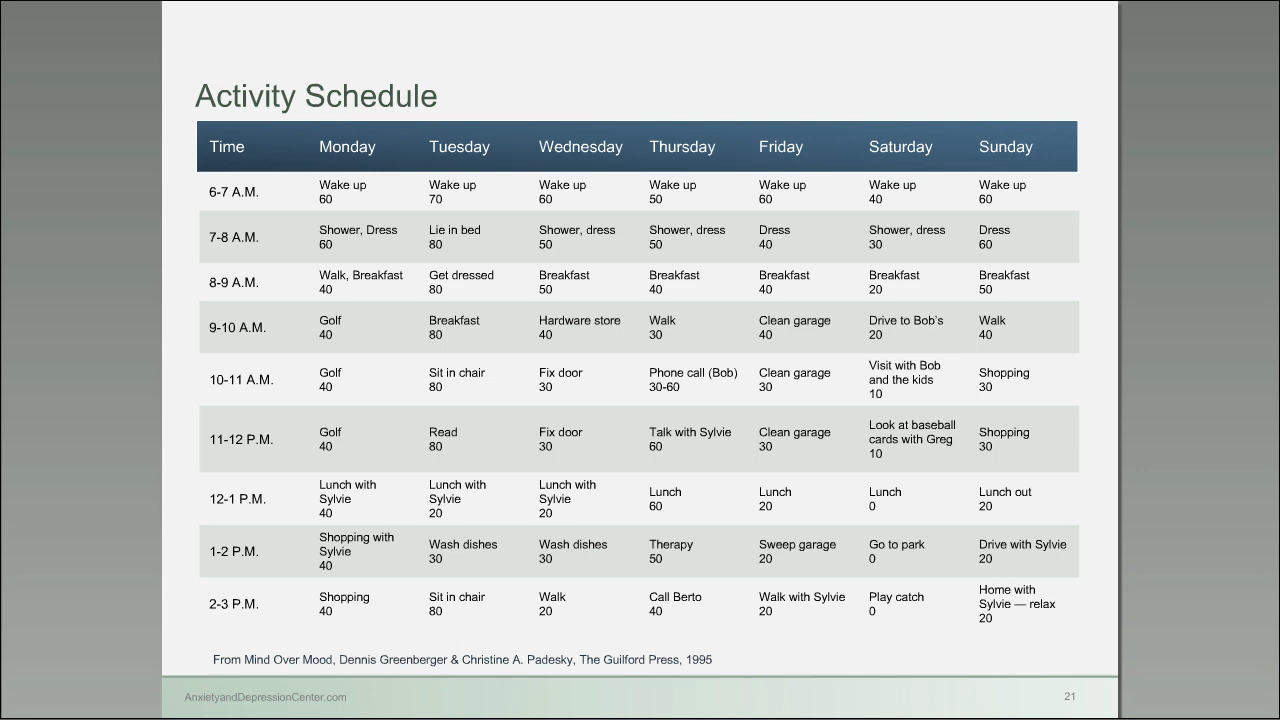 Activity Schedule
Time Monday Tuesday Wednesday Thursday Friday Saturday Sunday
6-7 A.M. Wake up Wake up Wake up Wake up Wake up Wake up Wake up
60 70 60 50 60 40 60
7-8 A.M. Shower, Dress Lie in bed Shower, dress Shower, dress Dress Shower, dress Dress
60 80 50 50 40 30 60
8-9 A.M. Walk, Breakfast Get dressed Breakfast Breakfast Breakfast Breakfast Breakfast
40 80 50 40 40 20 50
9-10 A.M. Golf Breakfast Hardware store Walk Clean garage Drive to Bob's Walk
40 80 40 30 40 20 40
10-11 A.M. Golf Sit in chair Fix door Phone call (Bob) Clean garage Visit with Bob Shopping
and the kids
40 80 30 30-60 30 10 30
11-12 P.M. Golf Read Fix door Talk with Sylvie Clean garage Look at baseball Shopping
cards with Greg
40 80 30 60 30 10 30
12-1 P.M. Lunch with Lunch with Lunch with Lunch Lunch Lunch Lunch out
Sylvie Sylvie Sylvie
40 20 20 60 20 0 20
1-2 P.M. Shopping with Wash dishes Wash dishes Therapy Sweep garage Go to park Drive with Sylvie
Sylvie
40 30 30 50 20 0 20
2-3 P.M. Shopping Sit in chair Walk Call Berto Walk with Sylvie Play catch Home with
Sylvie — relax
40 80 20 40 20 0 20
From Mind Over Mood, Dennis Greenberger & Christine A. Padesky, The Guilford Press, 1995
AnxietyandDepressionCenter.com 21